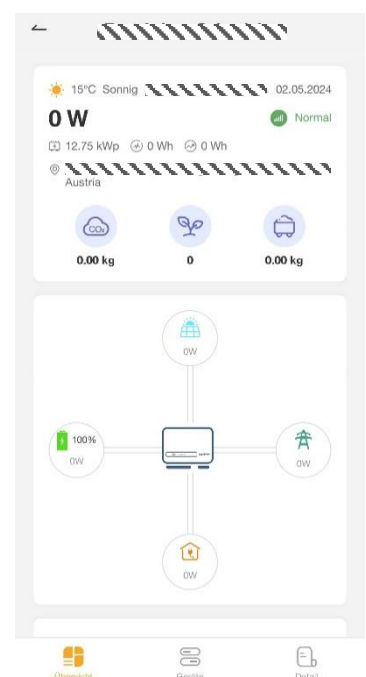 15°C Sonnig 02.05.2024
0 W Normal
12.75 kWp 0 Wh 0 Wh
Austria
CO₂
0.00 kg 0 0.00 kg
0W
100%
0W 0W
0W
Übersicht Geräte Detail